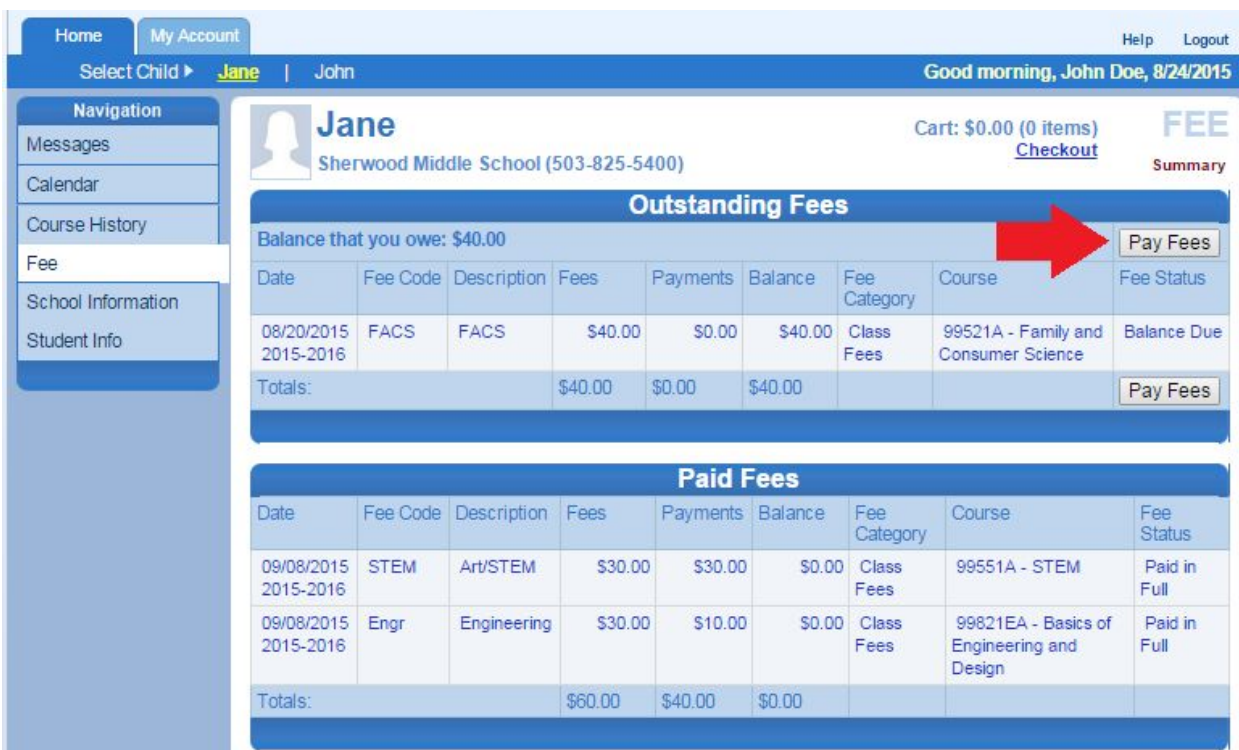 Home My Account Help Logout
Select Child Jane | John Good morning, John Doe, 8/24/2015
Navigation
Messages
Calendar
Course History
Fee
School Information
Student Info
Jane Cart: $0.00 (0 items) FEE
Sherwood Middle School (503-825-5400) Checkout Summary
Outstanding Fees
Balance that you owe: $40.00 Pay Fees
Date Fee Code Description Fees Payments Balance Fee Course Fee Status
Category
08/20/2015 FACS FACS $40.00 $0.00 $40.00 Class 99521A - Family and Balance Due
2015-2016 Fees Consumer Science
Totals: $40.00 $0.00 $40.00 Pay Fees
Paid Fees
Date Fee Code Description Fees Payments Balance Fee Course Fee
Category Status
09/08/2015 STEM Art/STEM $30.00 $30.00 $0.00 Class 99551A - STEM Paid in
2015-2016 Fees Full
09/08/2015 Engr Engineering $30.00 $10.00 $0.00 Class 99821EA - Basics of Paid in
2015-2016 Fees Engineering and Full
Design
Totals: $60.00 $40.00 $0.00